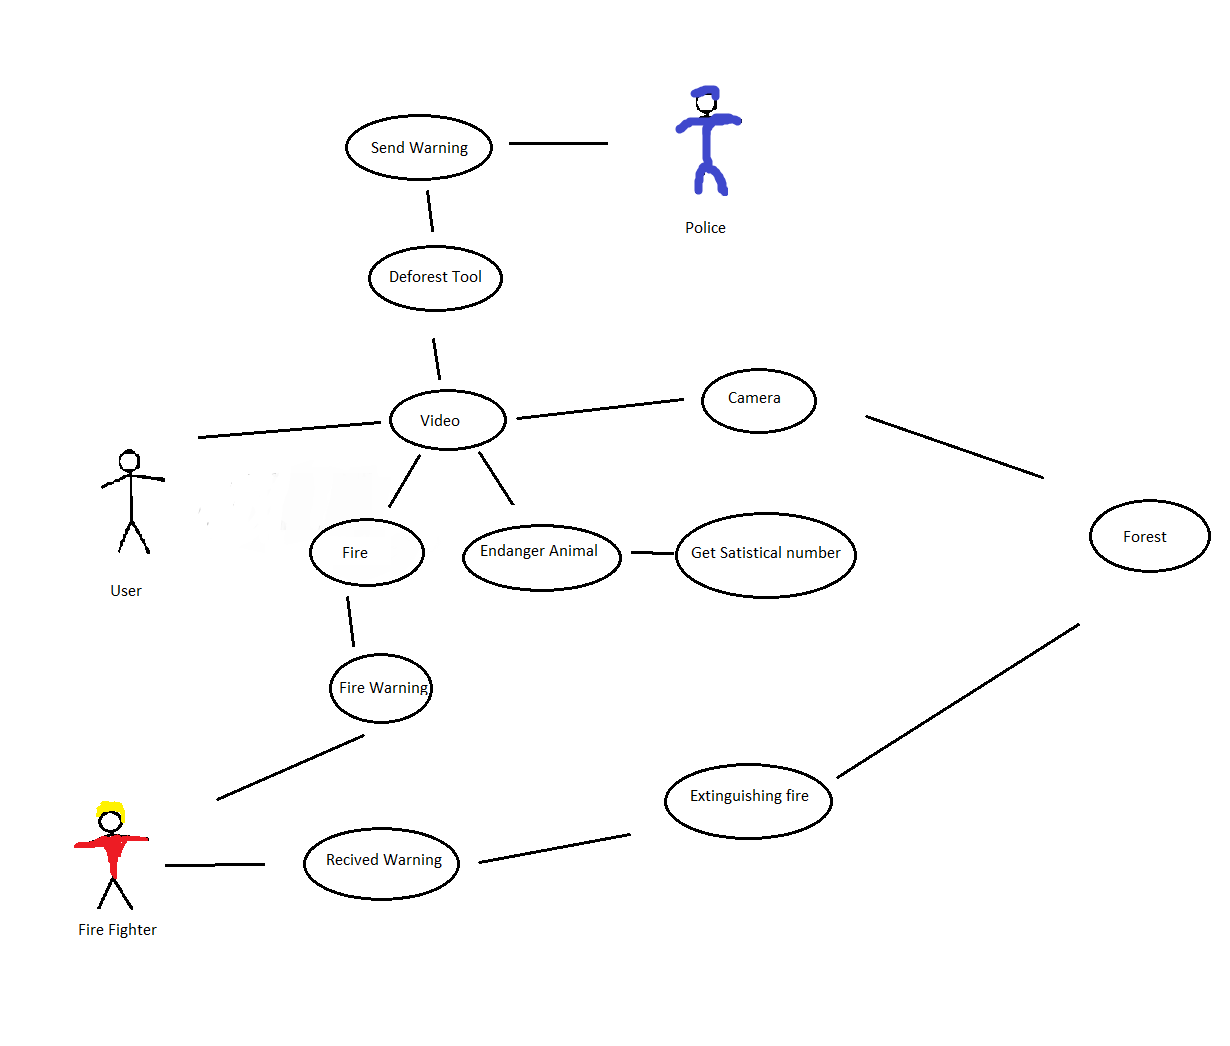 Send Warning
Police
Deforest Tool
Camera
Video
Forest
Fire
Endanger Animal
Get Satistical number
User
Fire Warning
Extinguishing fire
Recived Warning
Fire Fighter